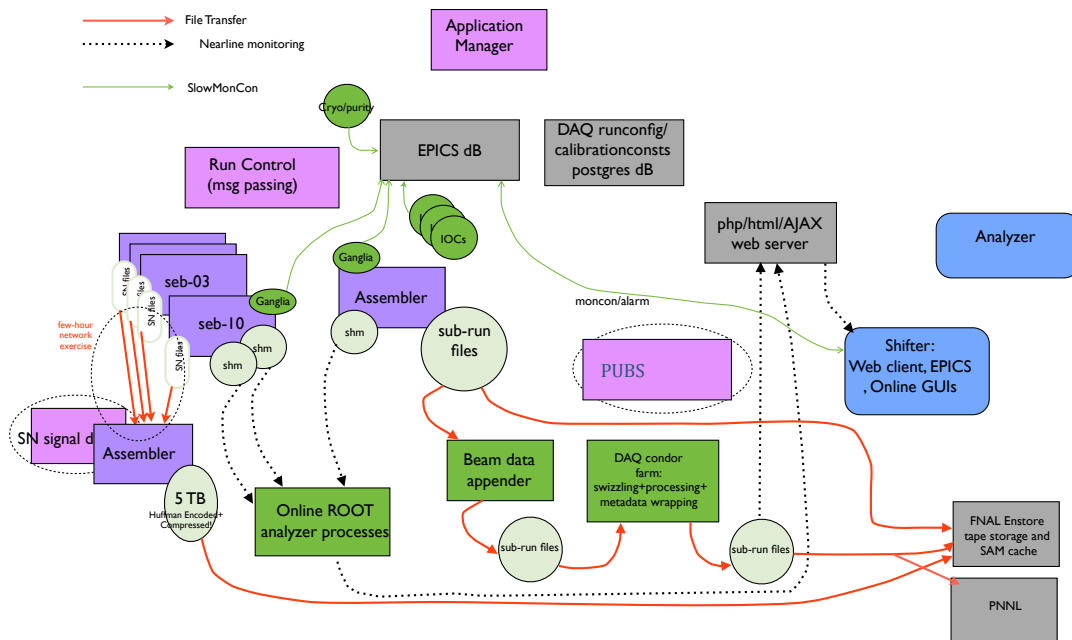 File Transfer
Nearline monitoring
SlowMonCon
Application
Manager
Cryo/purity
EPICS dB
DAQ runconfig/
calibrationconsts
postgres dB
Run Control
(msg passing)
IOCs
php/html/AJAX
web server
Analyzer
seb-03
seb-10
SN files
SN files
SN files
SN files
Ganglia
Ganglia
Assembler
shm
shm
shm
sub-run
files
moncon/alarm
few-hour
network
exercise
PUBS
Shifter:
Web client, EPICS
, Online GUIs
SN signal d
Assembler
5 TB
Huffman Encoded+
Compressed!
Online ROOT
analyzer processes
Beam data
appender
DAQ condor
farm:
swizzling+processing+
metadata wrapping
sub-run files
sub-run files
FNAL Enstore
tape storage and
SAM cache
PNNL